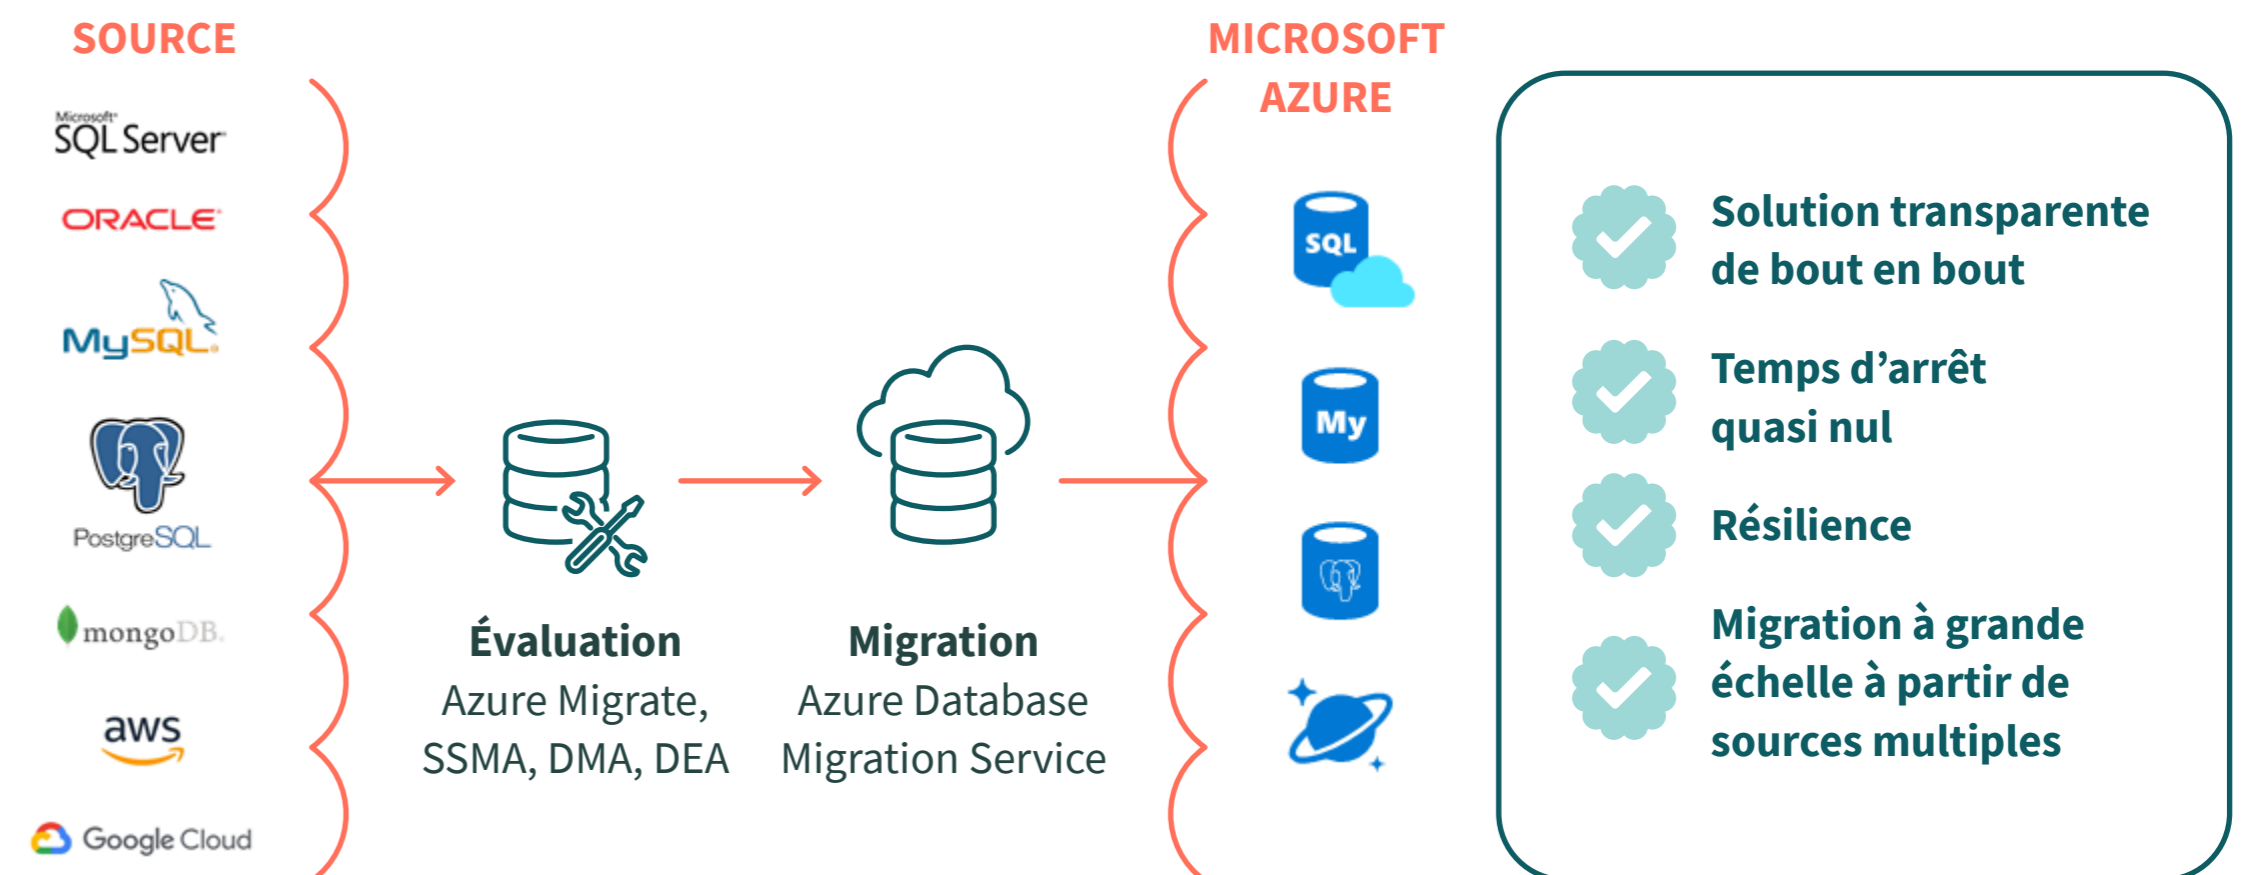 SOURCE
Microsoft
SQL Server
ORACLE
MySQL
PostgreSQL
mongoDB.
aws
Google Cloud
Évaluation
Azure Migrate,
SSMA, DMA, DEA
Migration
Azure Database
Migration Service
MICROSOFT
AZURE
SQL
My
Solution transparente
de bout en bout
Temps d’arrêt
quasi nul
Résilience
Migration à grande
échelle à partir de
sources multiples